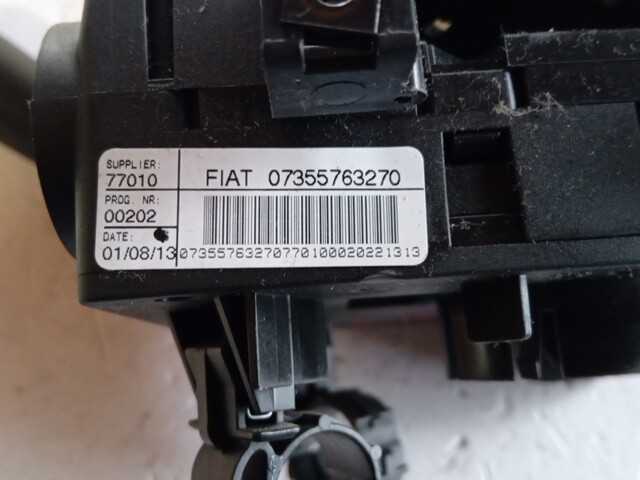 SUPPLIER:
77010
PROG. NR:
00202
DATE:
01/08/13
FIAT 07355763270
07355763270770100020221313